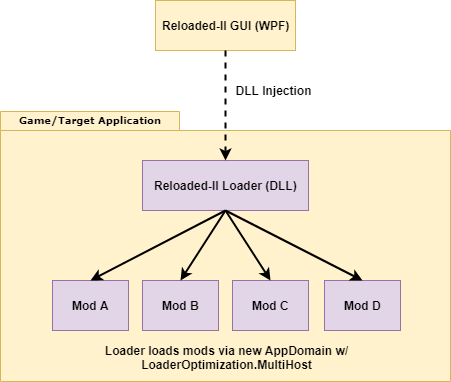 Reloaded-II GUI (WPF)
DLL Injection
Game/Target Application
Reloaded-II Loader (DLL)
Mod A
Mod B
Mod C
Mod D
Loader loads mods via new AppDomain w/
LoaderOptimization.MultiHost